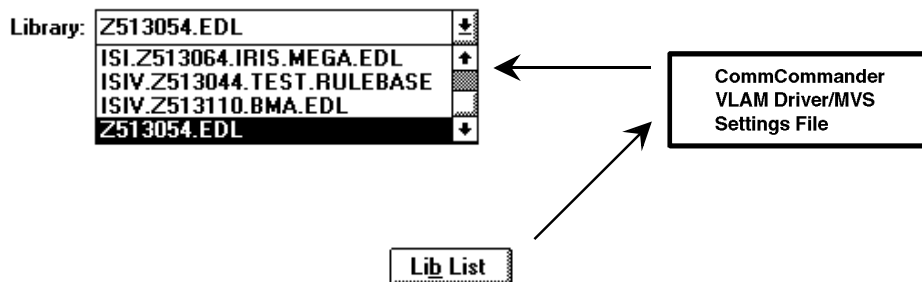 Library: Z513054.EDL
ISI.Z513064.IRIS.MEGA.EDL
ISIV.Z513044.TEST.RULEBASE
ISIV.Z513110.BMA.EDL
Z513054.EDL
CommCommander
VLAM Driver/MVS
Settings File
Lib List